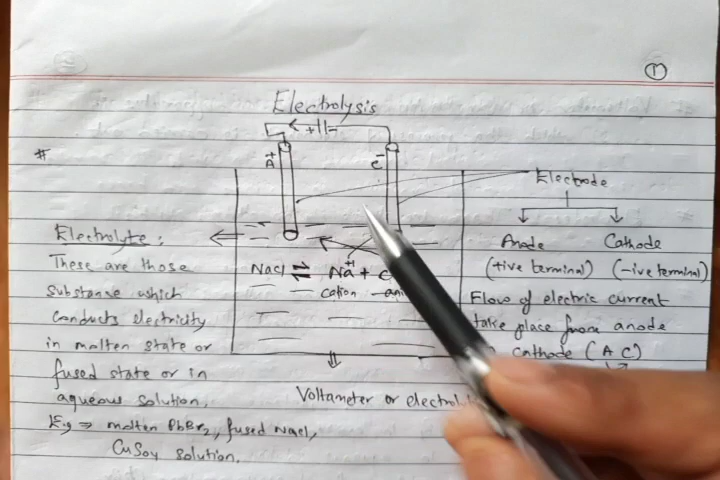 1
Electrolysis
+ -
#
A+
C-
Electrode
Electrolyte :
Anode Cathode
(+ive terminal) (-ive terminal)
These are those
substance which
conducts electricity
in molten state or
fused state or in
aqueous solution.
E.g ⇒ molten PbBr2, fused NaCl,
CuSO4 solution.
NaCl ⇌ Na+ +
cation
Flow of electric current
take place from anode
cathode (A C)
Voltameter or